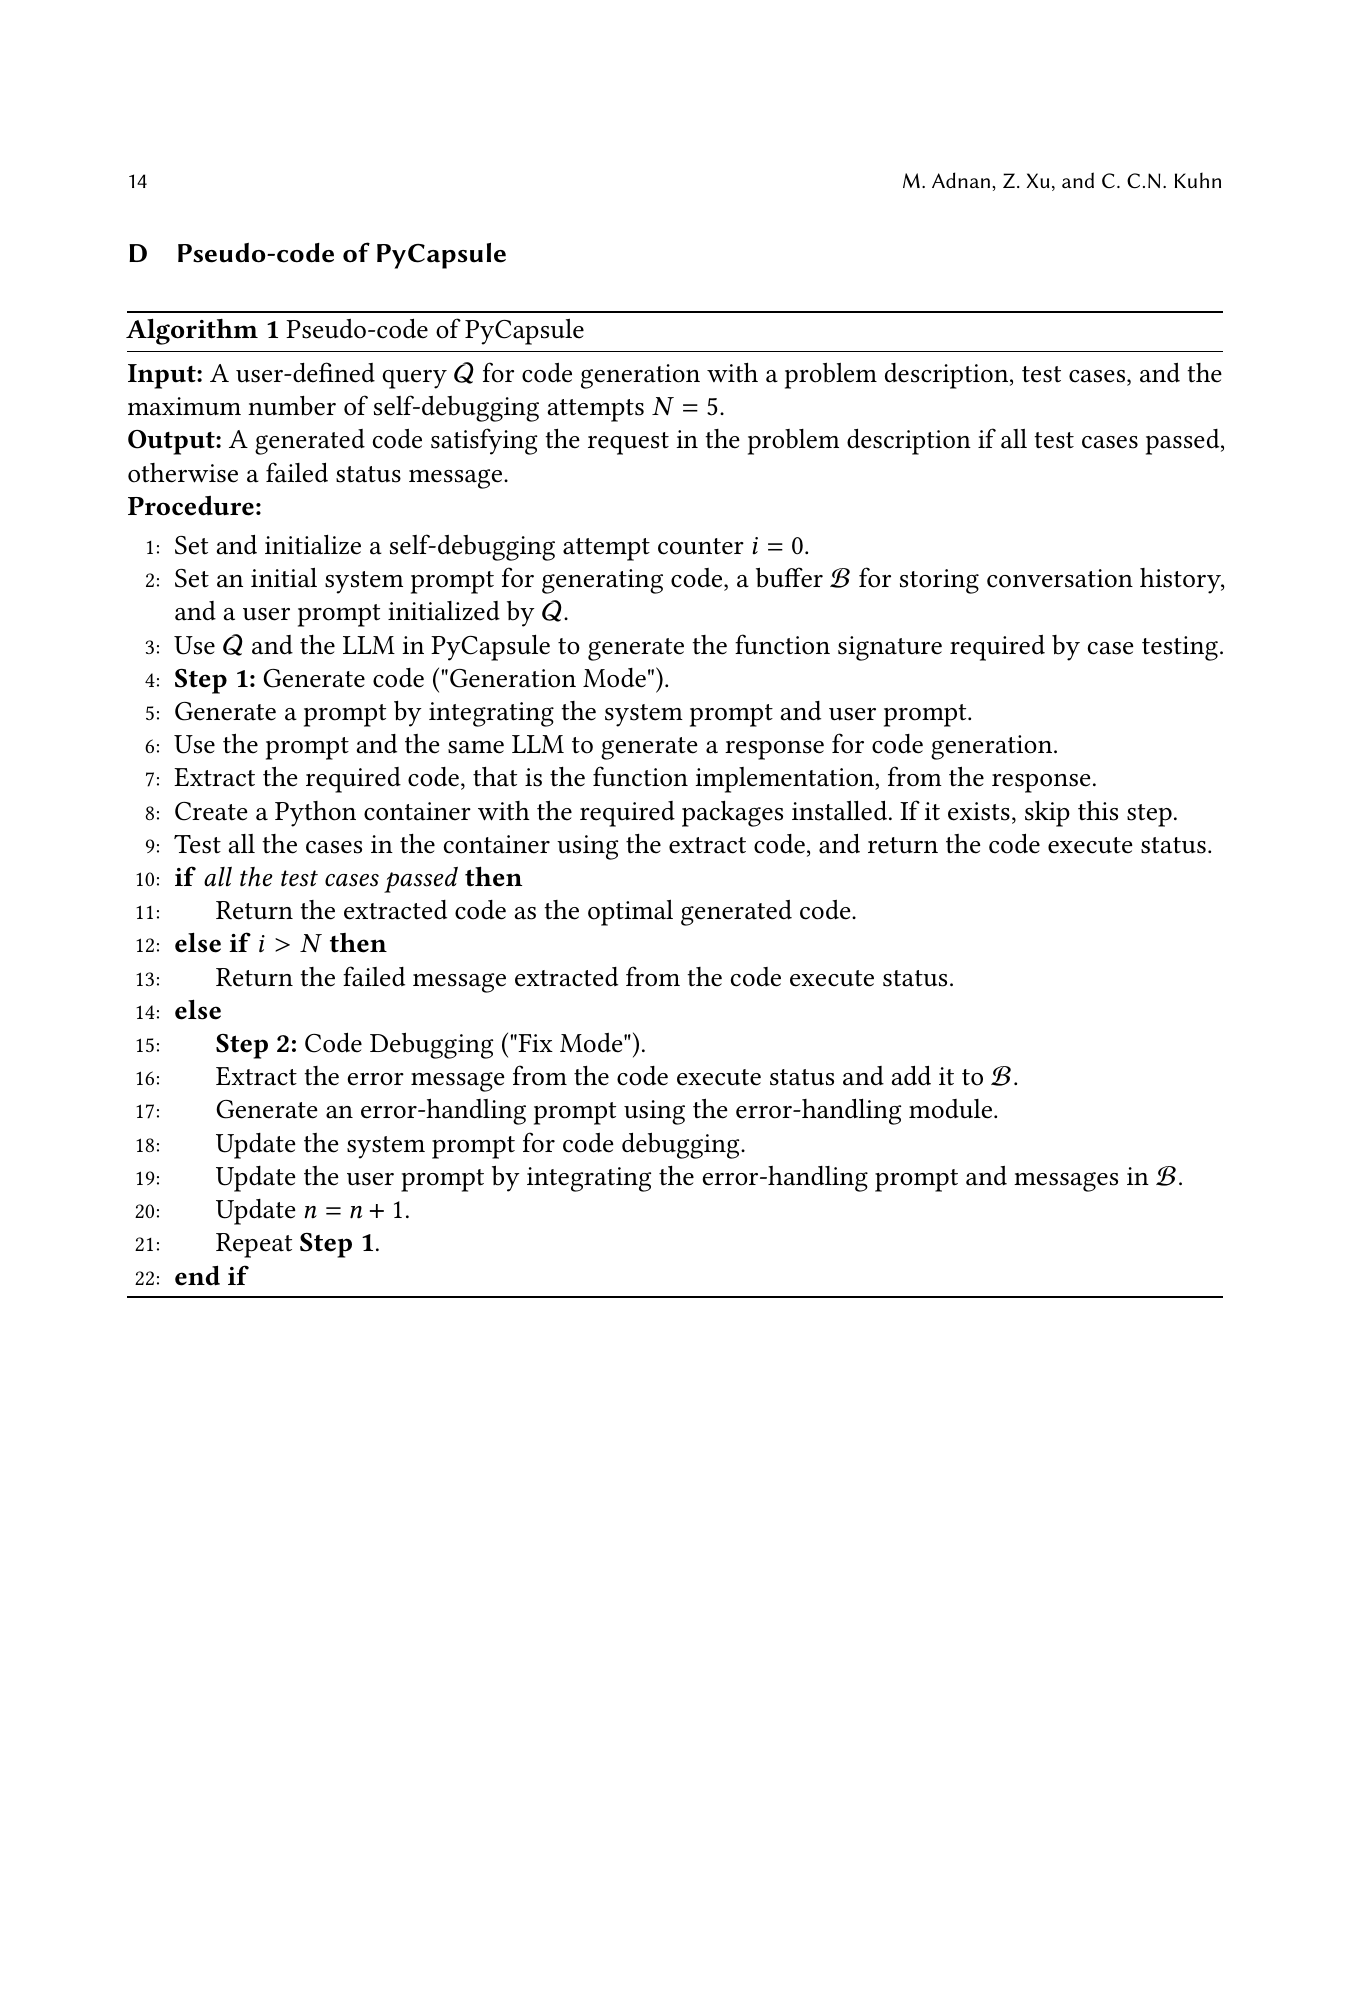 14
M. Adnan, Z. Xu, and C. C.N. Kuhn
D Pseudo-code of PyCapsule
Algorithm 1 Pseudo-code of PyCapsule
Input: A user-defined query 𝒬 for code generation with a problem description, test cases, and the
maximum number of self-debugging attempts N = 5.
Output: A generated code satisfying the request in the problem description if all test cases passed,
otherwise a failed status message.
Procedure:
1: Set and initialize a self-debugging attempt counter i = 0.
2: Set an initial system prompt for generating code, a buffer ℬ for storing conversation history,
and a user prompt initialized by 𝒬.
3: Use 𝒬 and the LLM in PyCapsule to generate the function signature required by case testing.
4: Step 1: Generate code ("Generation Mode").
5: Generate a prompt by integrating the system prompt and user prompt.
6: Use the prompt and the same LLM to generate a response for code generation.
7: Extract the required code, that is the function implementation, from the response.
8: Create a Python container with the required packages installed. If it exists, skip this step.
9: Test all the cases in the container using the extract code, and return the code execute status.
10: if all the test cases passed then
11: Return the extracted code as the optimal generated code.
12: else if i > N then
13: Return the failed message extracted from the code execute status.
14: else
15: Step 2: Code Debugging ("Fix Mode").
16: Extract the error message from the code execute status and add it to ℬ.
17: Generate an error-handling prompt using the error-handling module.
18: Update the system prompt for code debugging.
19: Update the user prompt by integrating the error-handling prompt and messages in ℬ.
20: Update n = n + 1.
21: Repeat Step 1.
22: end if